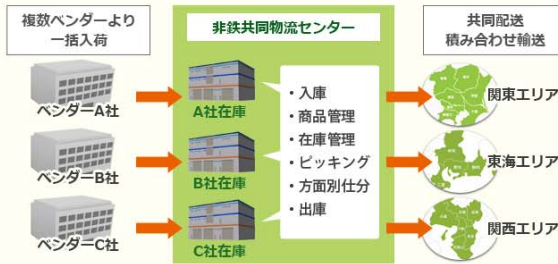 複数ベンダーより
一括入荷
非鉄共同物流センター
共同配送
積み合わせ輸送
ベンダーA社
A社在庫
ベンダーB社
B社在庫
ベンダーC社
C社在庫
・入庫
・商品管理
・在庫管理
・ピッキング
・方面別仕分
・出庫
関東エリア
東海エリア
関西エリア